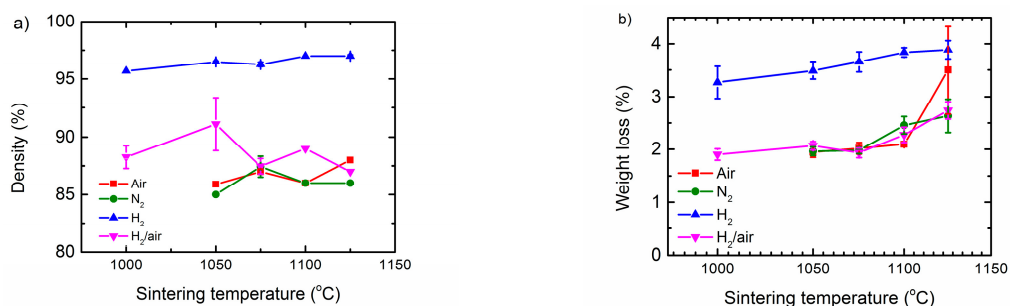 a)
100
95
90
85
80
Density (%)
Air
N₂
H₂
H₂/air
1000 1050 1100 1150
Sintering temperature (°C)
b)
4
3
2
1
0
Weight loss (%)
Air
N₂
H₂
H₂/air
1000 1050 1100 1150
Sintering temperature (°C)